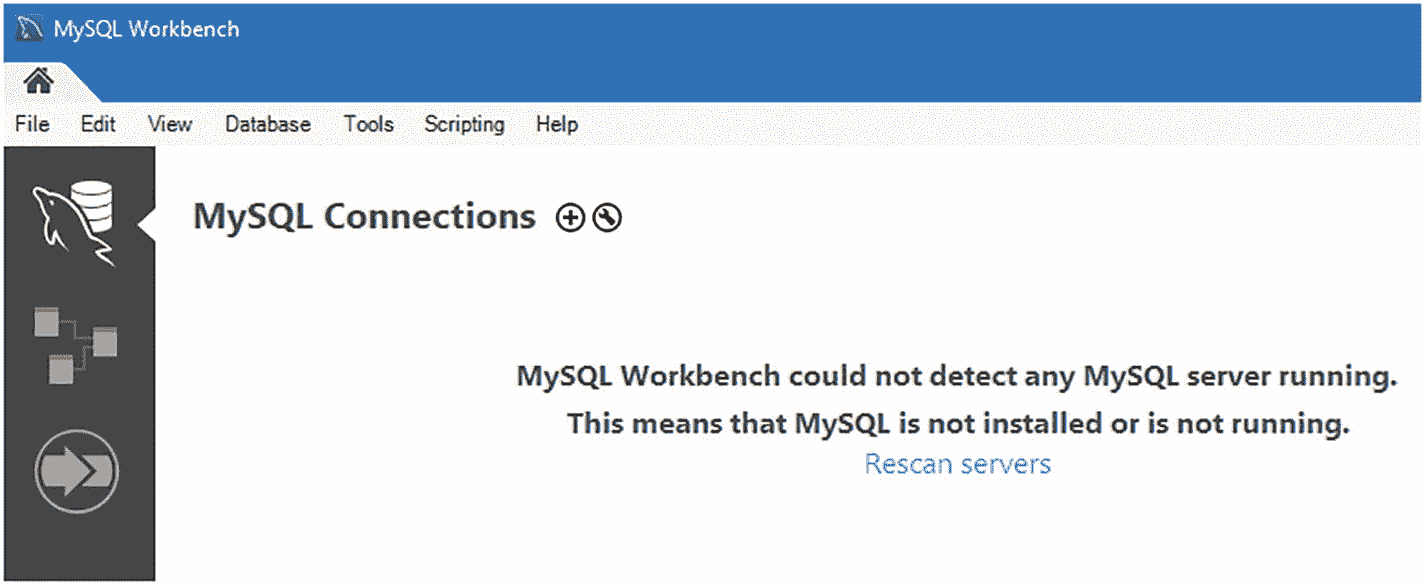 MySQL Workbench
File Edit View Database Tools Scripting Help
MySQL Connections
MySQL Workbench could not detect any MySQL server running.
This means that MySQL is not installed or is not running.
Rescan servers